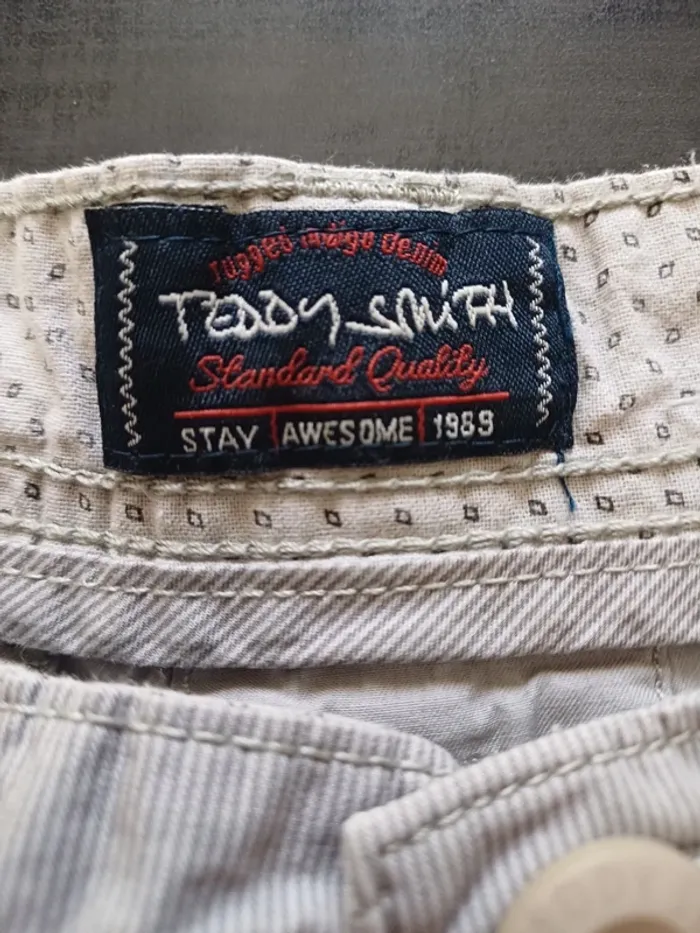 rugged indigo denim
TEDDY SMiTH
Standard Quality
STAY AWESOME 1989